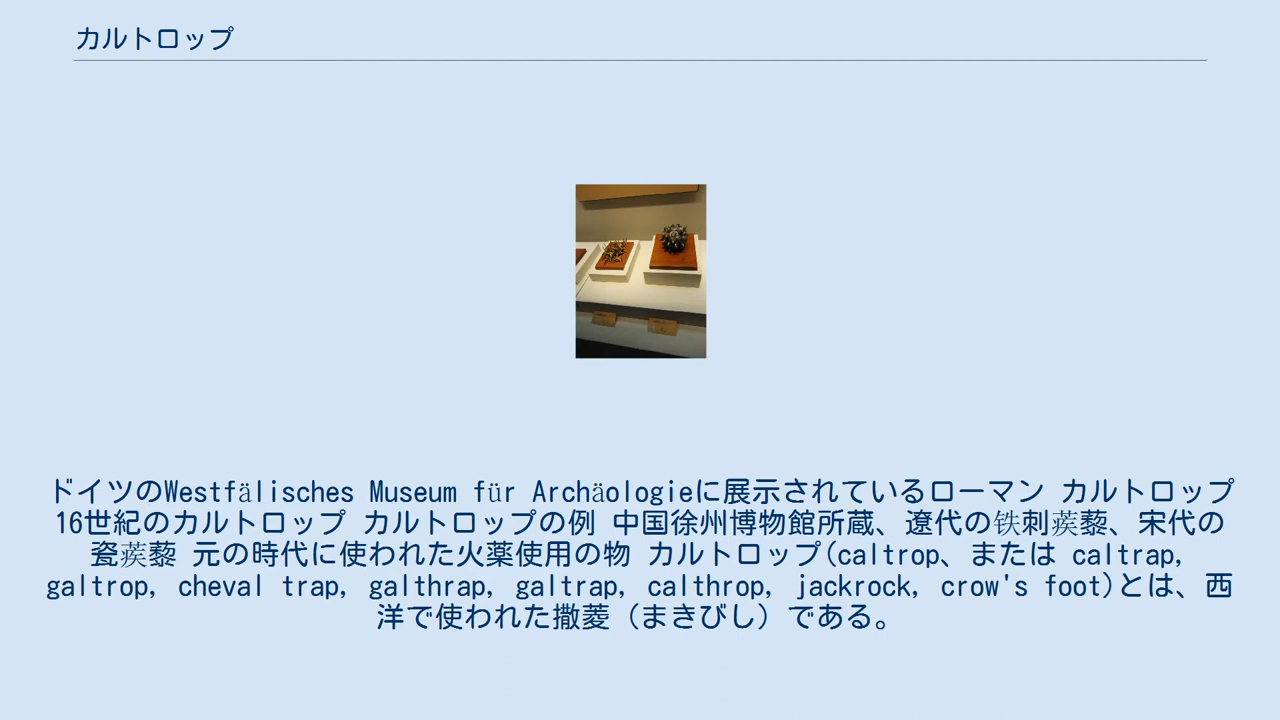 カルトロップ
ドイツのWestfälisches Museum für Archäologieに展示されているローマン カルトロップ
16世紀のカルトロップ カルトロップの例 中国徐州博物館所蔵、遼代の铁刺蒺藜、宋代の
瓷蒺藜 元の時代に使われた火薬使用の物 カルトロップ(caltrop、または caltrap,
galtrop, cheval trap, galthrap, galtrap, calthrop, jackrock, crow's foot)とは、西
洋で使われた撒菱（まきびし）である。